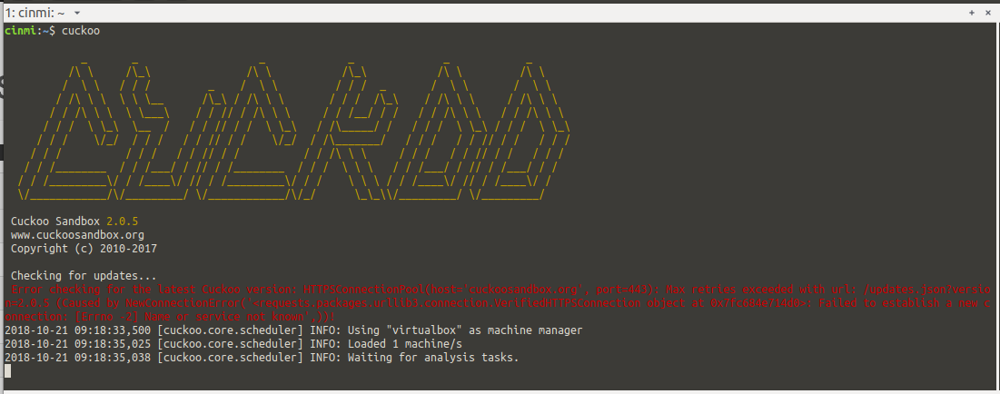 1: cinmi: ~
cinmi:~$ cuckoo
Cuckoo Sandbox 2.0.5
www.cuckoosandbox.org
Copyright (c) 2010-2017
Checking for updates...
Error checking for the latest Cuckoo version: HTTPSConnectionPool(host='cuckoosandbox.org', port=443): Max retries exceeded with url: /updates.json?versio
n=2.0.5 (Caused by NewConnectionError('<requests.packages.urllib3.connection.VerifiedHTTPSConnection object at>: Failed to establish a new c
onnection: [Errno -2] Name or service not known',))!
2018-10-21 09:18:33,500 [cuckoo.core.scheduler] INFO: Using "virtualbox" as machine manager
2018-10-21 09:18:35,025 [cuckoo.core.scheduler] INFO: Loaded 1 machine/s
2018-10-21 09:18:35,038 [cuckoo.core.scheduler] INFO: Waiting for analysis tasks.